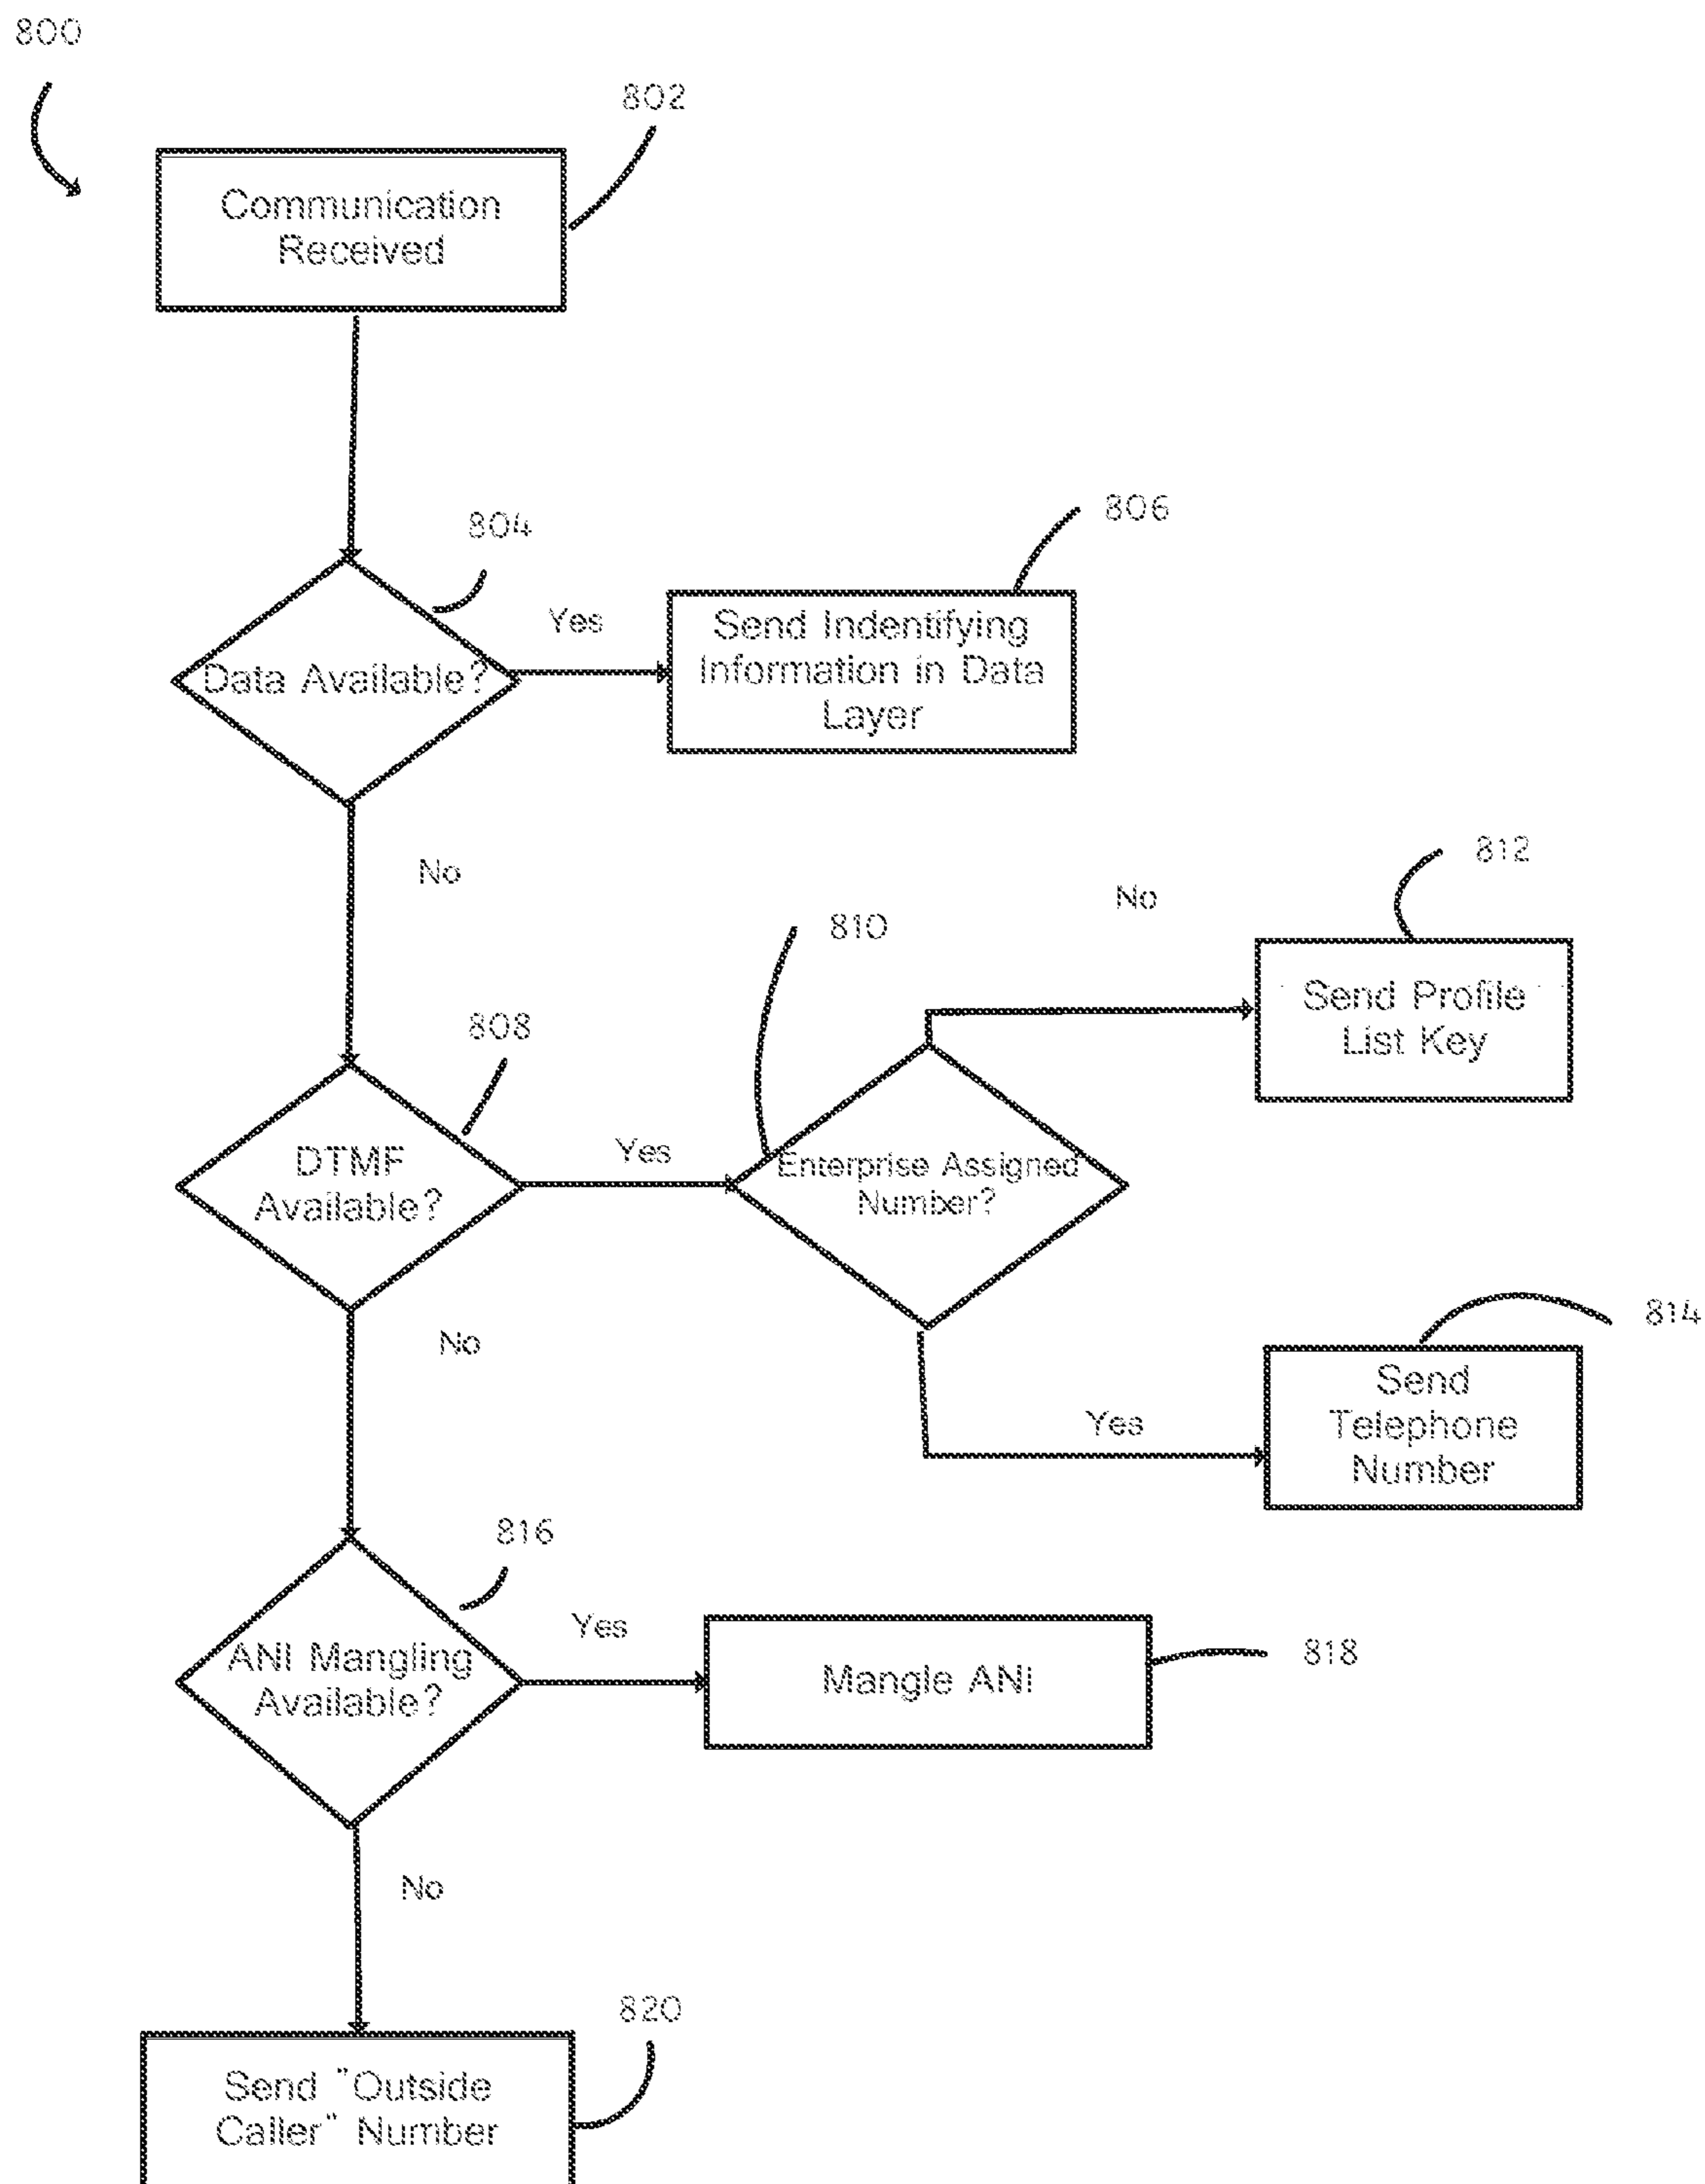 800
802
Communication
Received
804
806
Yes
Send Indentifying
Information in Data
Layer
Data Available?
No
812
No
810
Send Profile
List Key
808
DTMF
Available?
Yes
Enterprise Assigned
Number?
814
No
Send
Telephone
Number
Yes
816
Yes
ANI Mangling
Available?
Mangle ANI
818
No
820
Send "Outside
Caller" Number